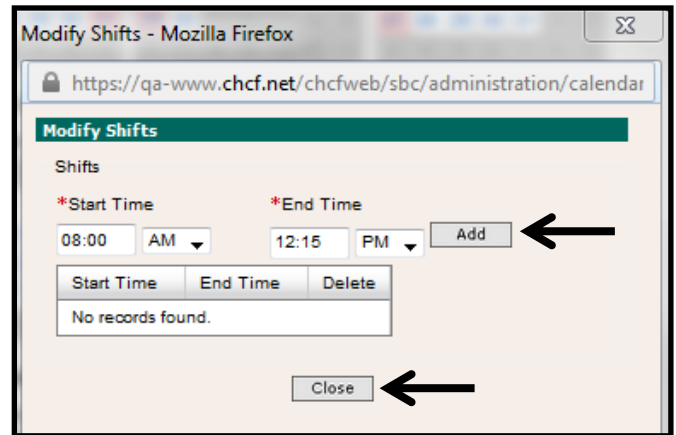 Modify Shifts - Mozilla Firefox
https://qa-www.chcf.net/chcfweb/sbc/administration/calendar
Modify Shifts
Shifts
*Start Time *End Time
08:00 AM 12:15 PM Add
Start Time End Time Delete
No records found.
Close